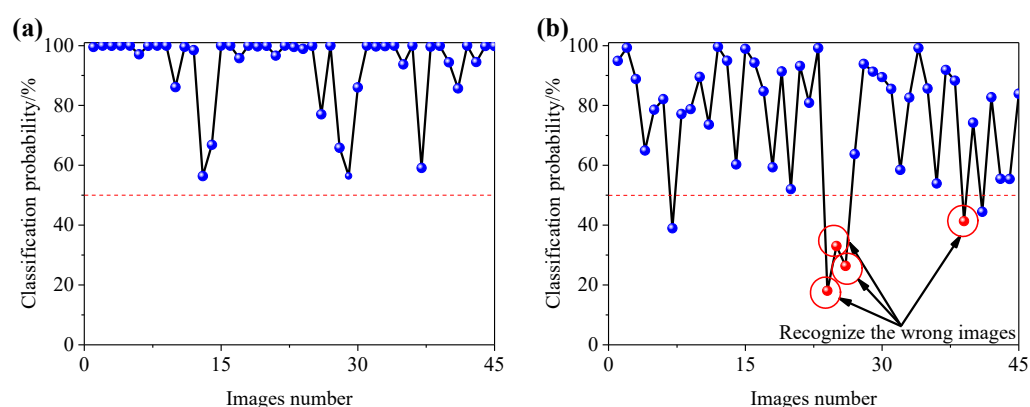 (a)
Classification probability/%
100
80
60
40
20
0
0
15
30
45
Images number
(b)
Classification probability/%
100
80
60
40
20
0
0
15
30
45
Recognize the wrong images
Images number